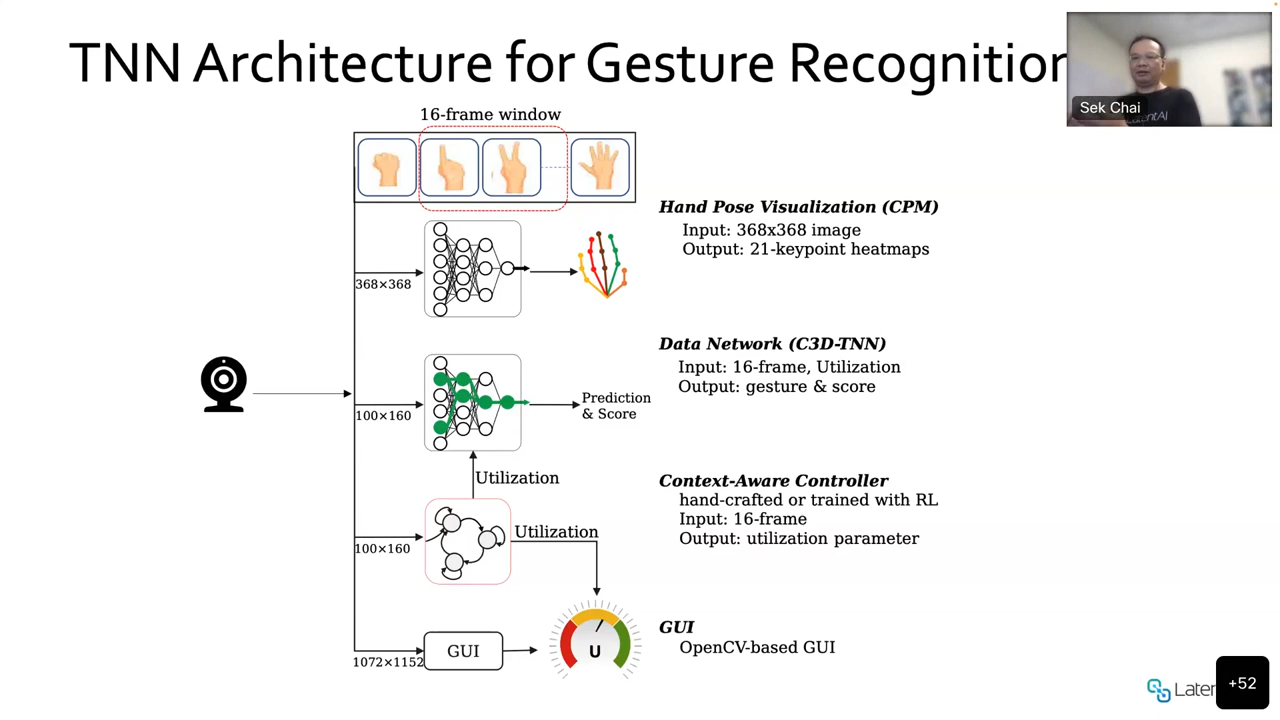 TNN Architecture for Gesture Recognition
Sek Chai
16-frame window
Hand Pose Visualization (CPM)
Input: 368x368 image
Output: 21-keypoint heatmaps
368×368
Data Network (C3D-TNN)
Input: 16-frame, Utilization
Output: gesture & score
Prediction
& Score
100×160
Utilization
Context-Aware Controller
hand-crafted or trained with RL
Input: 16-frame
Output: utilization parameter
Utilization
100×160
GUI
OpenCV-based GUI
GUI
U
1072×1152
+52